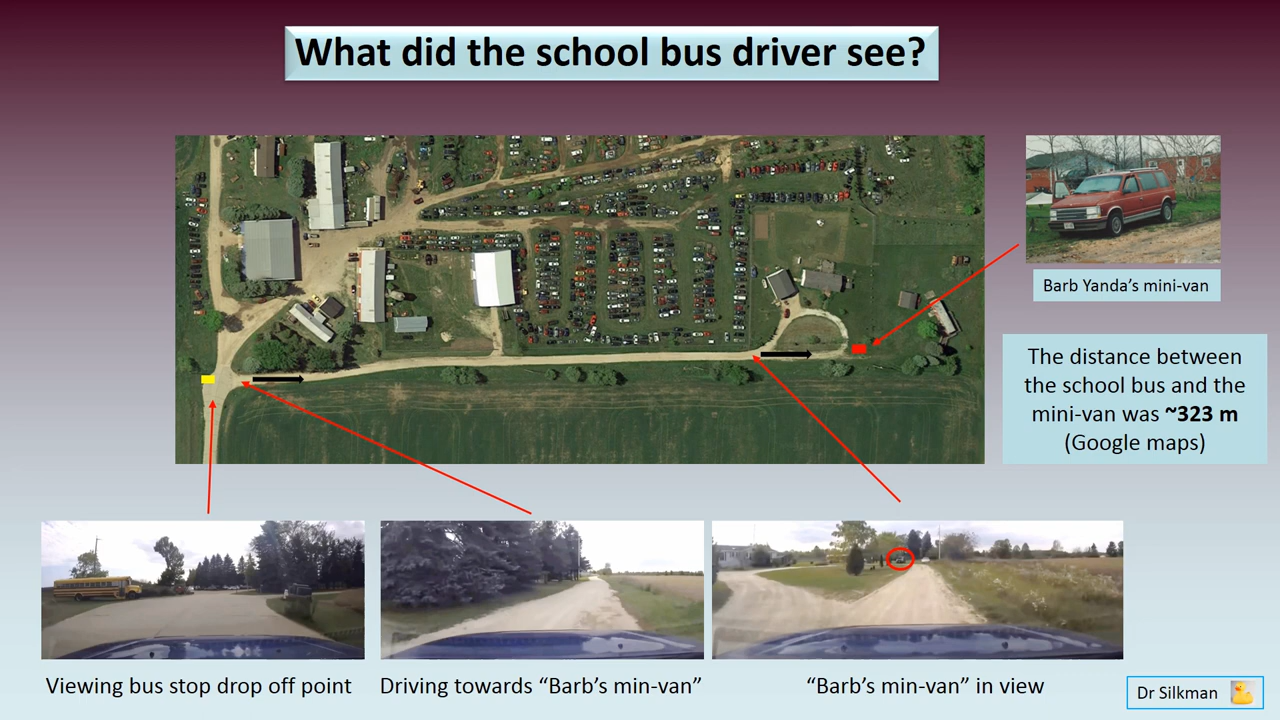 What did the school bus driver see?
Barb Yanda’s mini-van
The distance between
the school bus and the
mini-van was ~323 m
(Google maps)
Viewing bus stop drop off point
Driving towards “Barb’s min-van”
“Barb’s min-van” in view
Dr Silkman